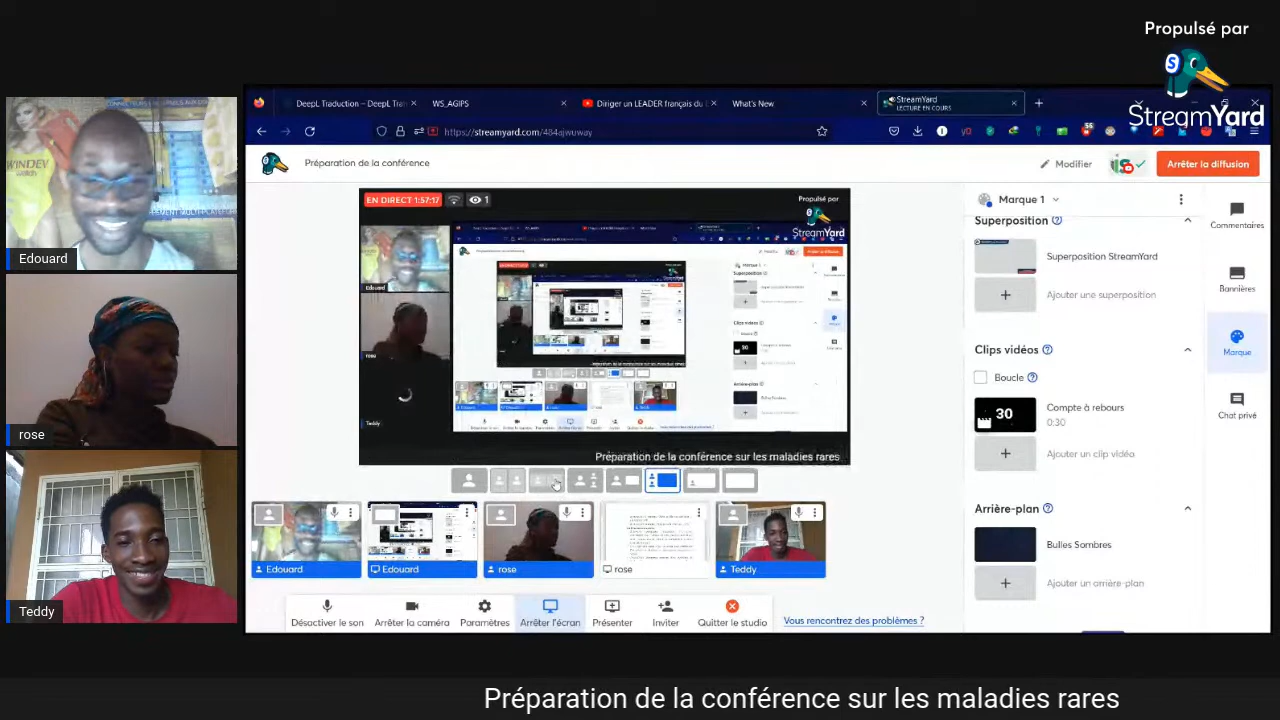 Propulsé par
StreamYard
Edouard
rose
Teddy
DeepL Traduction – DeepL Tran
WS_AGIPS
Diriger un LEADER français du
What's New
StreamYard
LECTURE EN COURS
https://streamyard.com/484ajwuway
Préparation de la conférence
Modifier
Arrêter la diffusion
EN DIRECT 1:57:17
1
Propulsé par
StreamYard
Edouard
rose
Teddy
Préparation de la conférence sur les maladies rares
Edouard
Edouard
rose
rose
Teddy
Désactiver le son
Arrêter la caméra
Paramètres
Arrêter l'écran
Présenter
Inviter
Quitter le studio
Vous rencontrez des problèmes ?
Marque 1
Superposition
Superposition StreamYard
Ajouter une superposition
Clips vidéos
Boucle
30
Compte à rebours
0:30
Ajouter un clip vidéo
Arrière-plan
Bulles Sombres
Ajouter un arrière-plan
Commentaires
Bannières
Marque
Chat privé
Préparation de la conférence sur les maladies rares